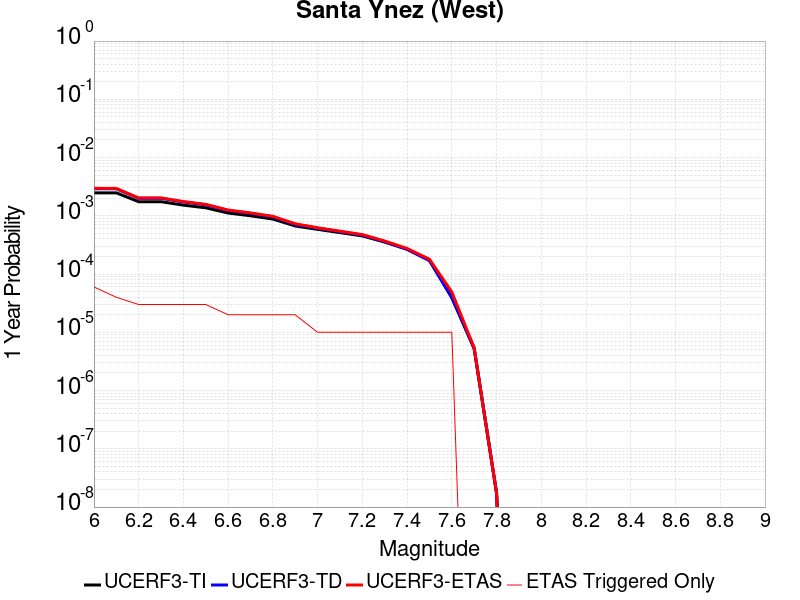 Santa Ynez (West)
10 0
10 -1
10 -2
10 -3
10 -4
10 -5
10 -6
10 -7
10 -8
1 Year Probability
6 6.2 6.4 6.6 6.8 7 7.2 7.4 7.6 7.8 8 8.2 8.4 8.6 8.8 9
Magnitude
UCERF3-TI UCERF3-TD UCERF3-ETAS ETAS Triggered Only